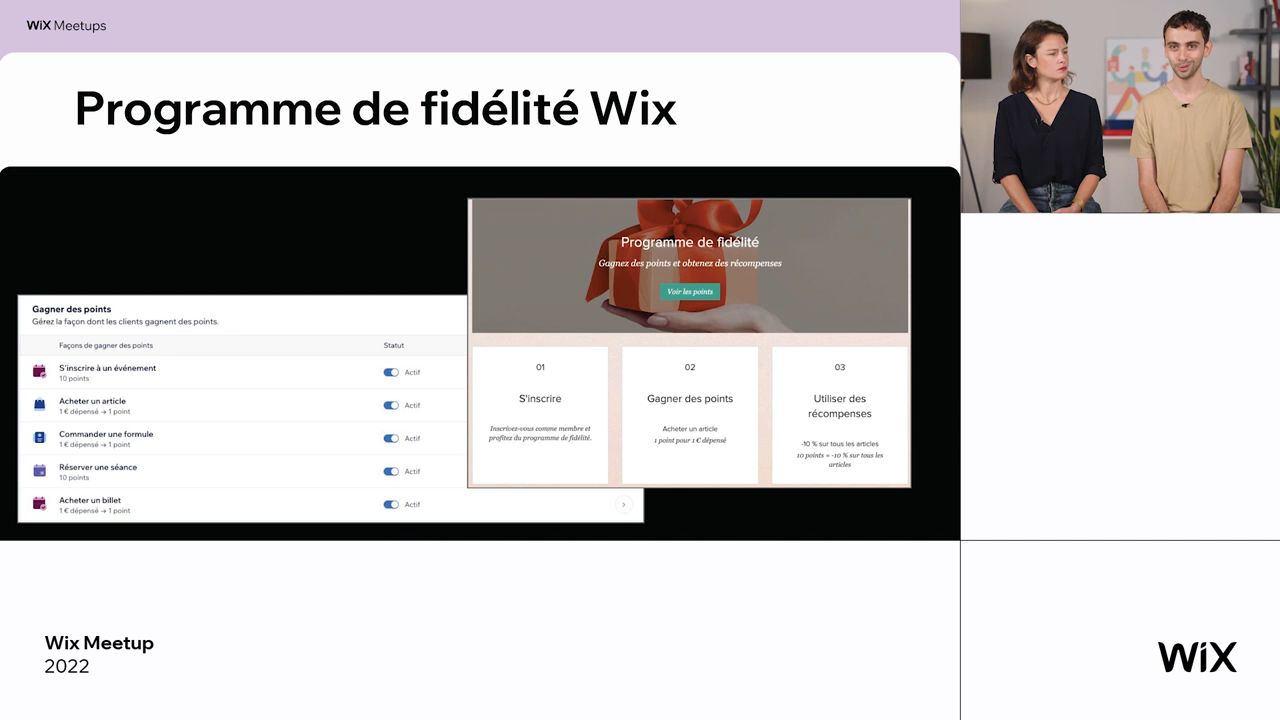 WiX Meetups
Programme de fidélité Wix
Gagner des points
Gérez la façon dont les clients gagnent des points.
Façons de gagner des points
Statut
S'inscrire à un événement
10 points
Actif
Acheter un article
1 € dépensé → 1 point
Actif
Commander une formule
1 € dépensé → 1 point
Actif
Réserver une séance
10 points
Actif
Acheter un billet
1 € dépensé → 1 point
Actif
Programme de fidélité
Gagnez des points et obtenez des récompenses
Voir les points
01
S'inscrire
Inscrivez-vous comme membre et
profitez du programme de fidélité.
02
Gagner des points
Acheter un article
1 point pour 1 € dépensé
03
Utiliser des
récompenses
-10 % sur tous les articles
10 points = -10 % sur tous les
articles
Wix Meetup
2022
WiX